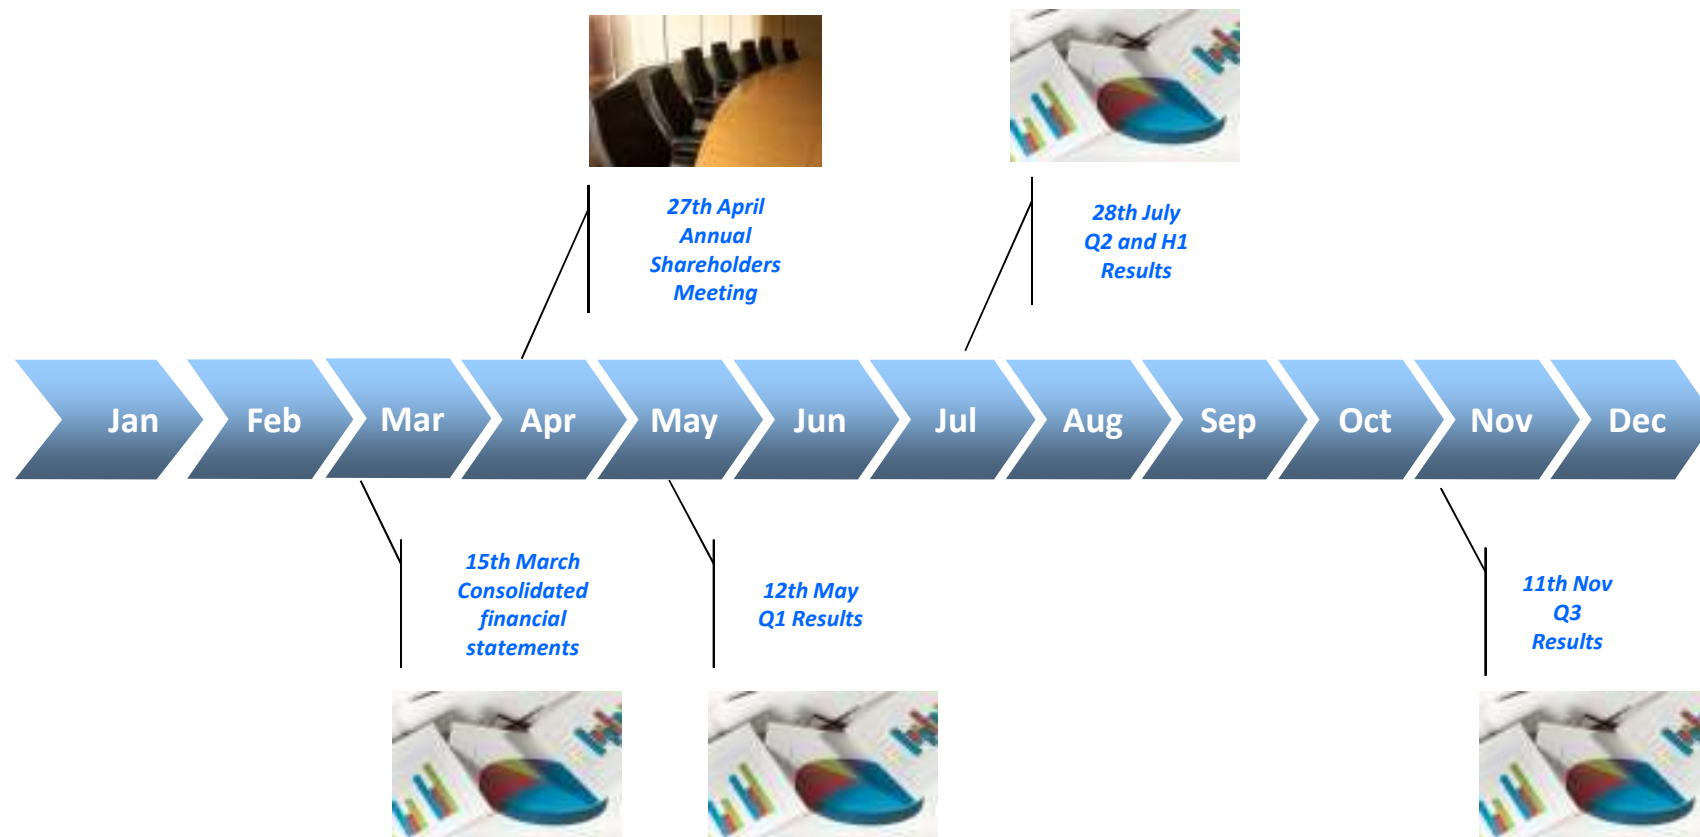 27th April
Annual
Shareholders
Meeting
28th July
Q2 and H1
Results
Jan
Feb
Mar
Apr
May
Jun
Jul
Aug
Sep
Oct
Nov
Dec
15th March
Consolidated
financial
statements
12th May
Q1 Results
11th Nov
Q3
Results